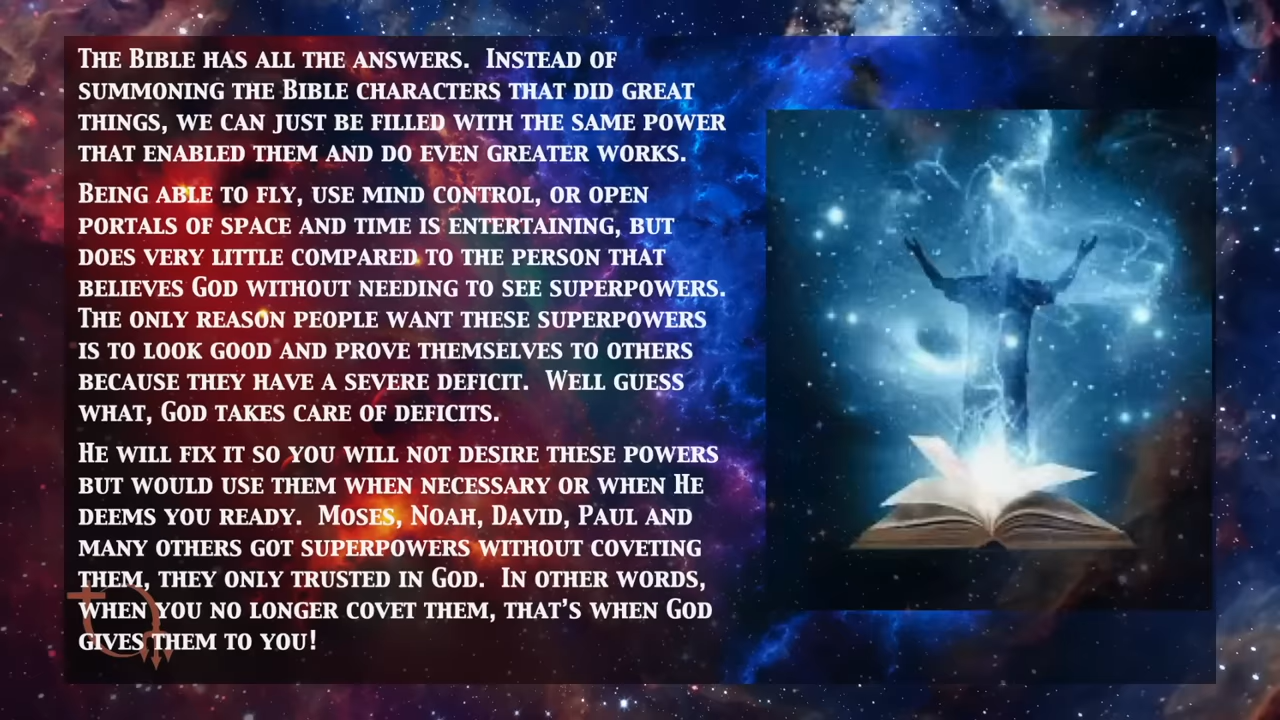 The Bible has all the answers.  Instead of
summoning the Bible characters that did great
things, we can just be filled with the same power
that enabled them and do even greater works.
Being able to fly, use mind control, or open
portals of space and time is entertaining, but
does very little compared to the person that
believes God without needing to see superpowers.
The only reason people want these superpowers
is to look good and prove themselves to others
because they have a severe deficit.  Well guess
what, God takes care of deficits.
He will fix it so you will not desire these powers
but would use them when necessary or when He
deems you ready.  Moses, Noah, David, Paul and
many others got superpowers without coveting
them, they only trusted in God.  In other words,
when you no longer covet them, that's when God
gives them to you!